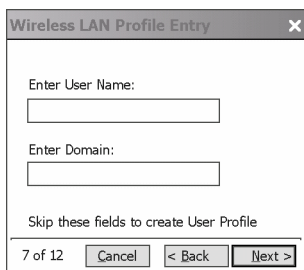 Wireless LAN Profile Entry
Enter User Name:
Enter Domain:
Skip these fields to create User Profile
7 of 12 Cancel < Back Next >